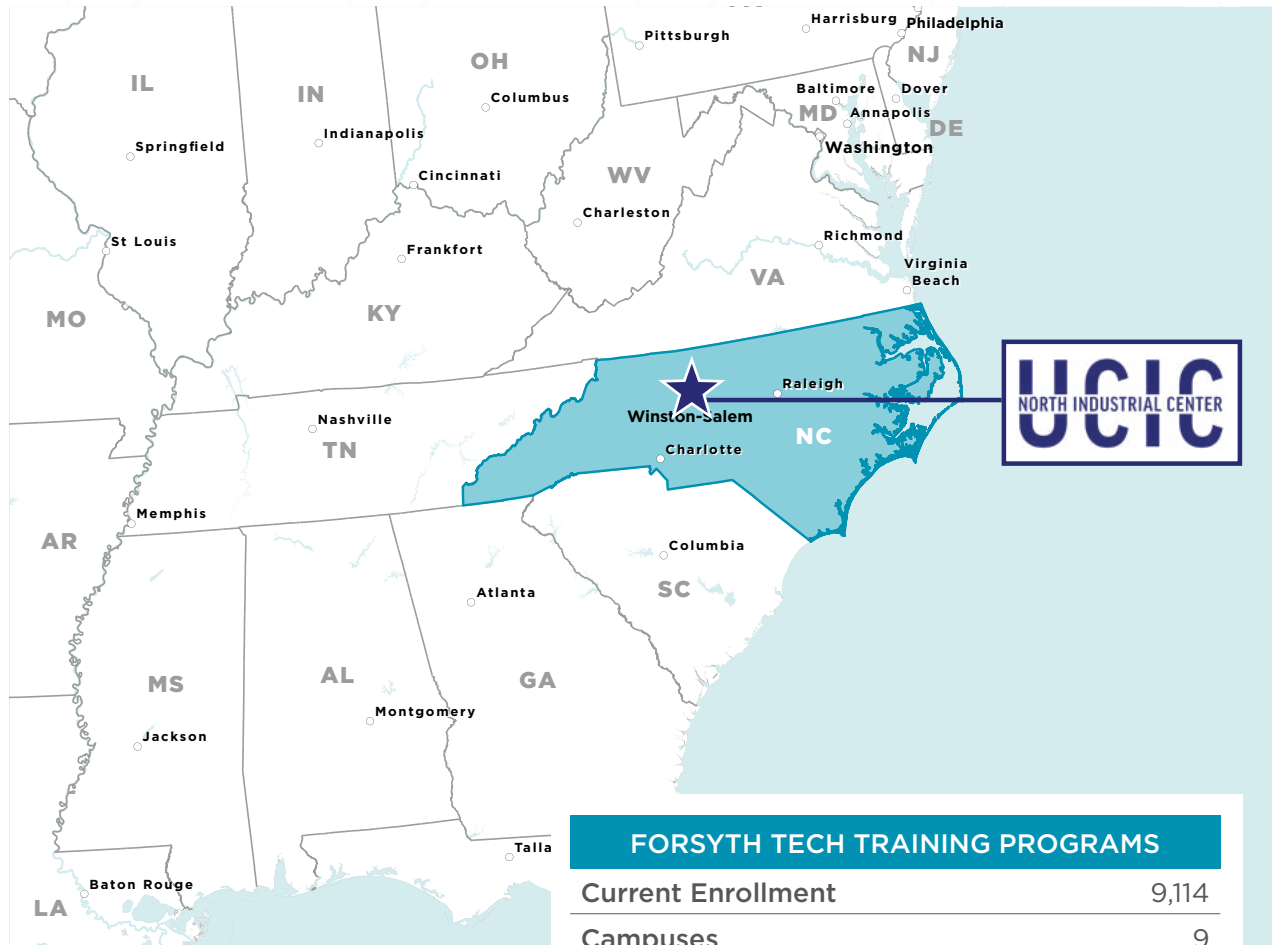 Harrisburg
Philadelphia
Pittsburgh
NJ
OH
IL
IN
Columbus
Baltimore
Dover
MD
Annapolis
DE
Indianapolis
Springfield
Washington
Cincinnati
WV
Charleston
St Louis
Frankfort
Richmond
Virginia
Beach
VA
MO
KY
UCIC
NORTH INDUSTRIAL CENTER
Raleigh
Winston-Salem
Nashville
NC
TN
Charlotte
Memphis
AR
Columbia
SC
Atlanta
MS
AL
GA
Montgomery
Jackson
FORSYTH TECH TRAINING PROGRAMS
Talla
Current Enrollment 9,114
Baton Rouge
LA
Campuses 9